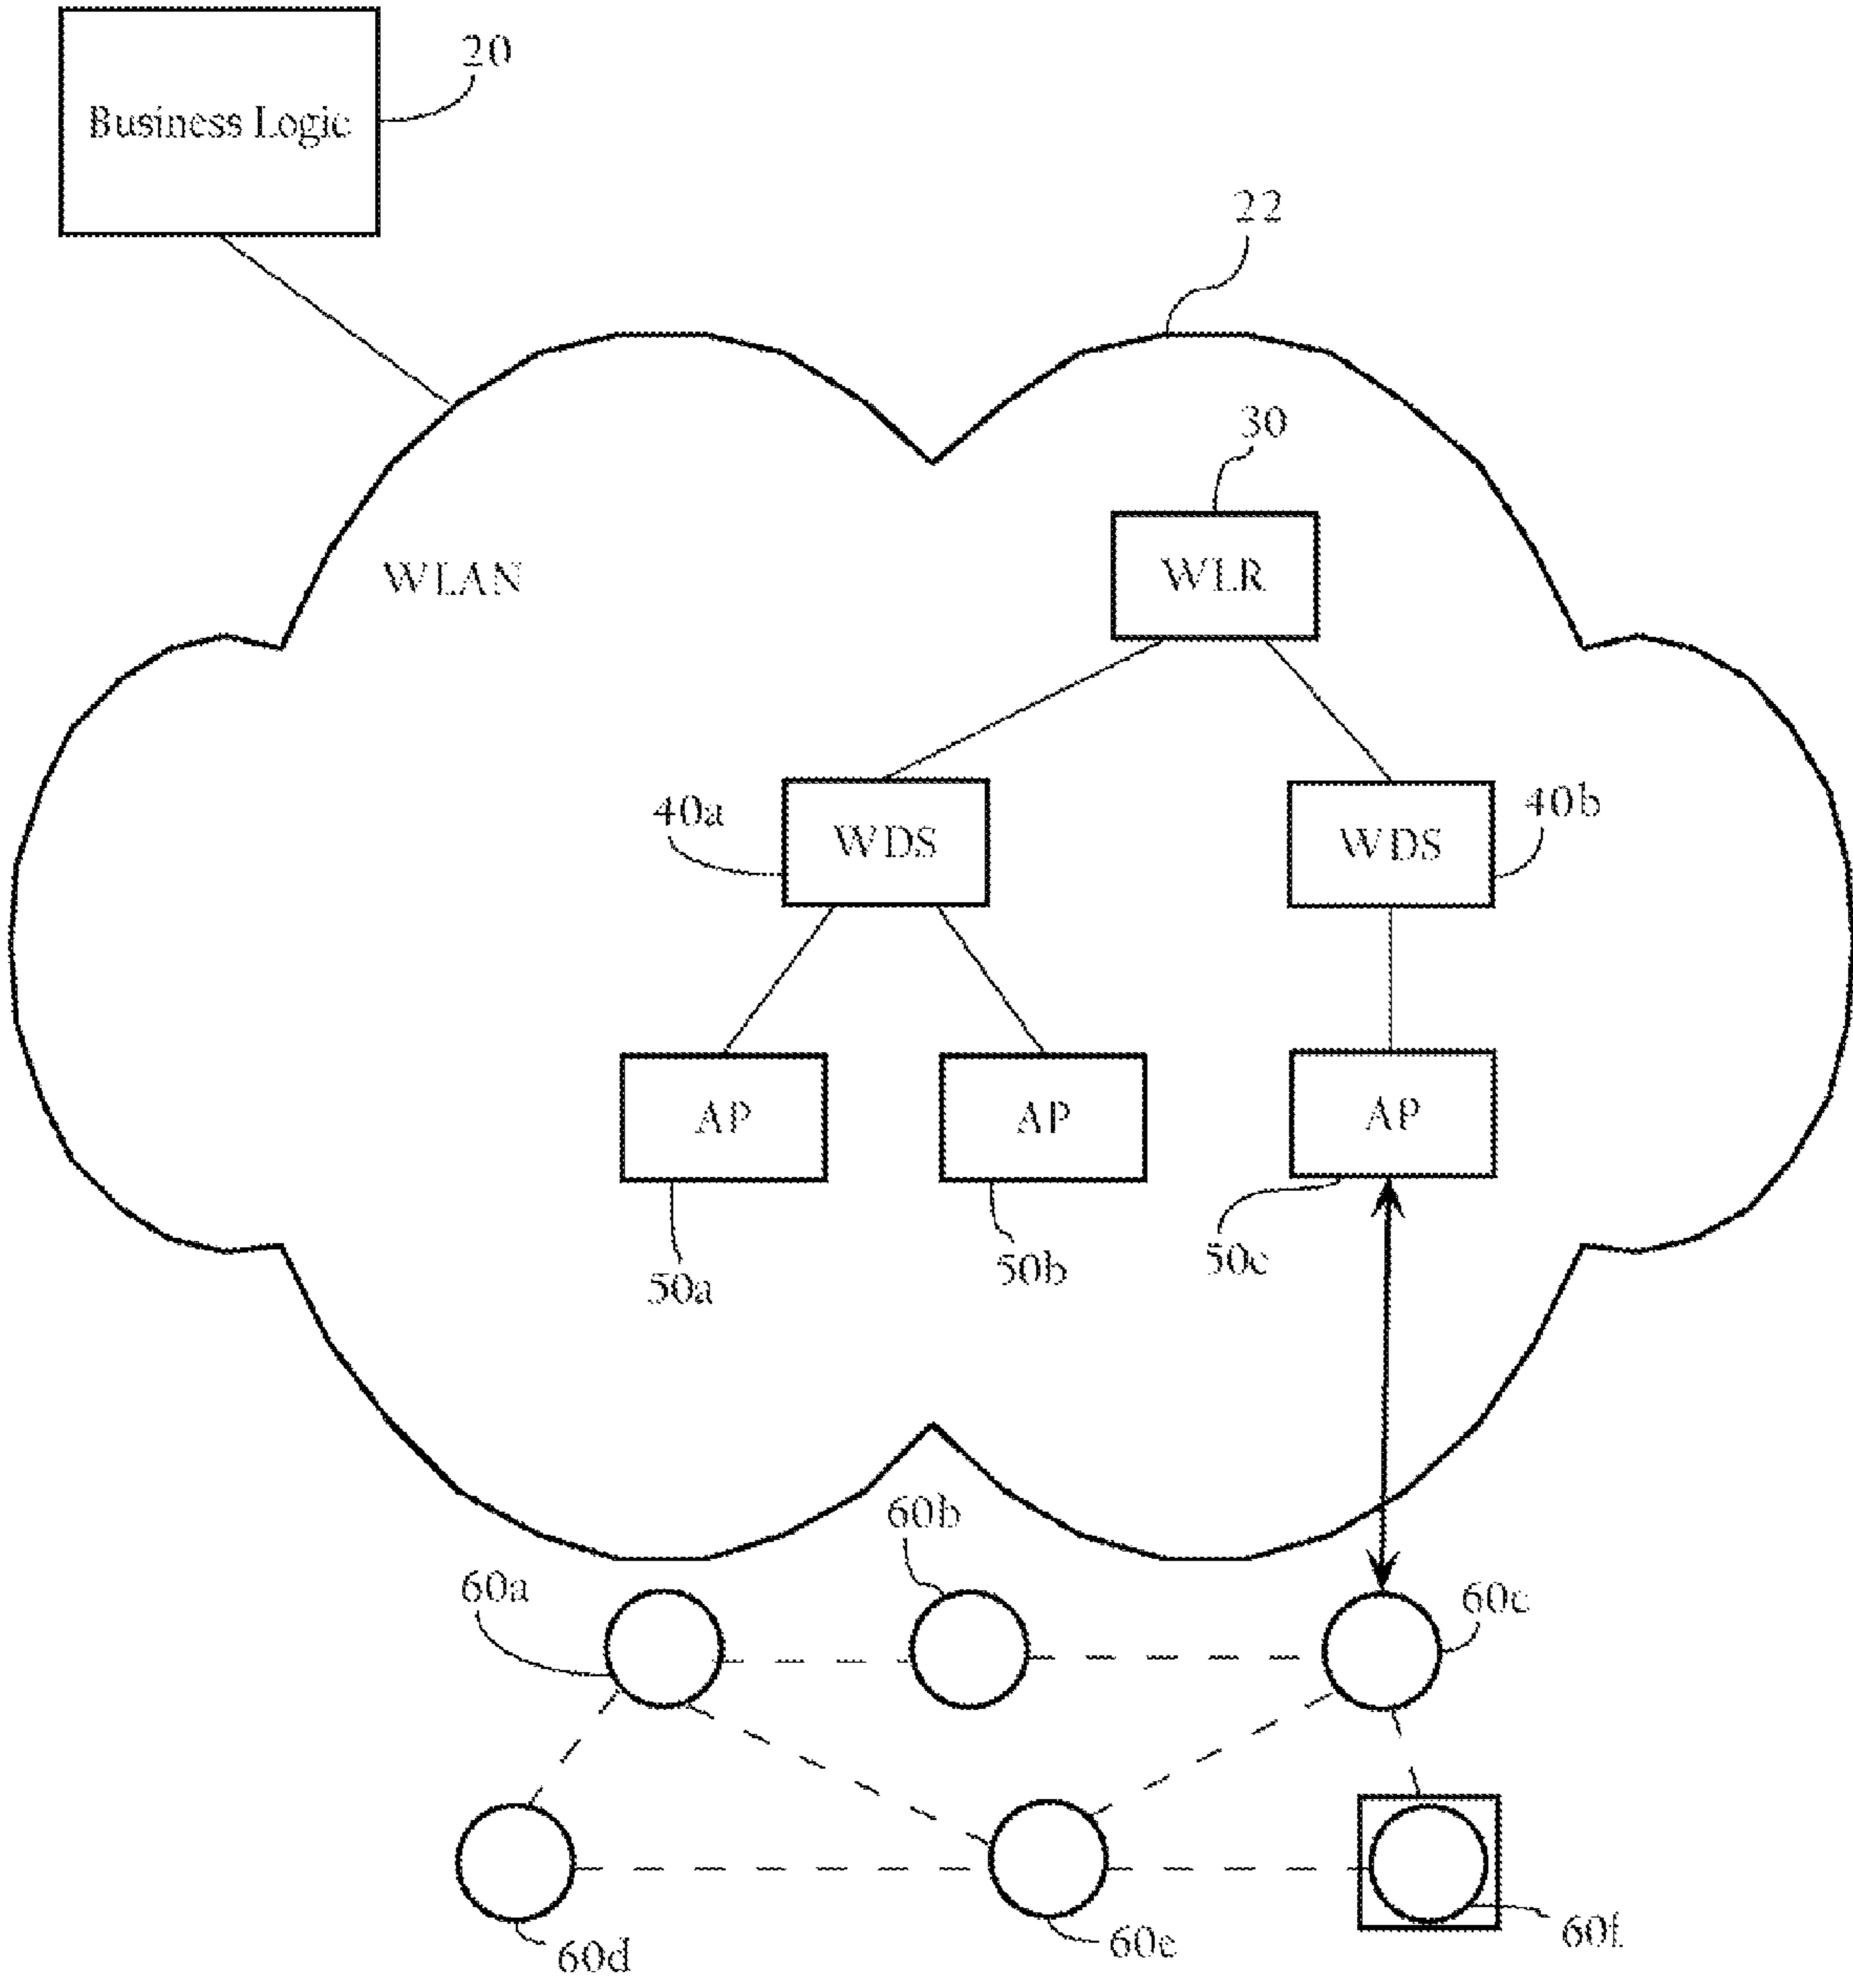 20
Business Logic
22
30
WLAN
WLR
40a
WDS
WDS
40b
AP
AP
AP
50a
50b
50c
60b
60a
60c
60d
60e
60f